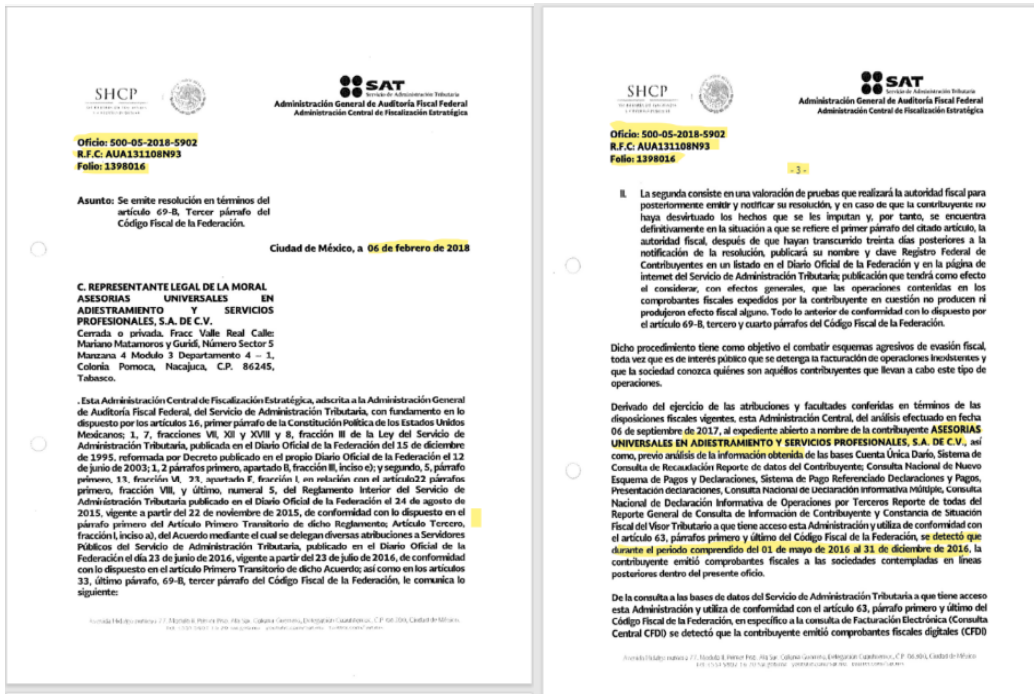 SHCP
SAT
Servicio de Administración Tributaria
Administración General de Auditoría Fiscal Federal
Administración Central de Fiscalización Estratégica
Oficio: 500-05-2018-5902
R.F.C: AUA131108N93
Folio: 1398016
Asunto: Se emite resolución en términos del
artículo 69-B, Tercer párrafo del
Código Fiscal de la Federación.
Ciudad de México, a 06 de febrero de 2018
C. REPRESENTANTE LEGAL DE LA MORAL
ASESORIAS UNIVERSALES EN
ADIESTRAMIENTO Y SERVICIOS
PROFESIONALES, S.A. DE C.V.
Cerrada o privada. Fracc Valle Real Calle:
Mariano Matamoros y Guridi, Número Sector 5
Manzana 4 Modulo 3 Departamento 4 – 1,
Colonia Pomoca, Nacajuca, C.P. 86245,
Tabasco.
. Esta Administración Central de Fiscalización Estratégica, adscrita a la Administración General
de Auditoría Fiscal Federal, del Servicio de Administración Tributaria, con fundamento en lo
dispuesto por los artículos 16, primer párrafo de la Constitución Política de los Estados Unidos
Mexicanos; 1, 7, fracciones VII, XII y XVIII y 8, fracción III de la Ley del Servicio de
Administración Tributaria, publicada en el Diario Oficial de la Federación del 15 de diciembre
de 1995, reformada por Decreto publicado en el propio Diario Oficial de la Federación el 12
de junio de 2003; 1, 2 párrafos primero, apartado B, fracción III, inciso e); y segundo, 5, párrafo
primero, 13, fracción VI, 23, apartado E, fracción I, en relación con el artículo22 párrafos
primero, fracción VIII, y último, numeral 5, del Reglamento Interior del Servicio de
Administración Tributaria publicado en el Diario Oficial de la Federación el 24 de agosto de
2015, vigente a partir del 22 de noviembre de 2015, de conformidad con lo dispuesto en el
párrafo primero del Artículo Primero Transitorio de dicho Reglamento; Artículo Tercero,
fracción I, inciso a), del Acuerdo mediante el cual se delegan diversas atribuciones a Servidores
Públicos del Servicio de Administración Tributaria, publicado en el Diario Oficial de la
Federación el día 23 de junio de 2016, vigente a partir del 23 de julio de 2016, de conformidad
con lo dispuesto en el artículo Primero Transitorio de dicho Acuerdo; así como en los artículos
33, último párrafo, 69-B, tercer párrafo del Código Fiscal de la Federación, le comunica lo
siguiente:
SHCP
SAT
Servicio de Administración Tributaria
Administración General de Auditoría Fiscal Federal
Administración Central de Fiscalización Estratégica
Oficio: 500-05-2018-5902
R.F.C: AUA131108N93
Folio: 1398016
- 3 -
II. La segunda consiste en una valoración de pruebas que realizará la autoridad fiscal para
posteriormente emitir y notificar su resolución, y en caso de que la contribuyente no
haya desvirtuado los hechos que se les imputan y, por tanto, se encuentra
definitivamente en la situación a que se refiere el primer párrafo del citado artículo, la
autoridad fiscal, después de que hayan transcurrido treinta días posteriores a la
notificación de la resolución, publicará su nombre y clave Registro Federal de
Contribuyentes en un listado en el Diario Oficial de la Federación y en la página de
internet del Servicio de Administración Tributaria; publicación que tendrá como efecto
el considerar, con efectos generales, que las operaciones contenidas en los
comprobantes fiscales expedidos por el contribuyente en cuestión no producen ni
produjeron efecto fiscal alguno. Todo lo anterior de conformidad con lo dispuesto por
el artículo 69-B, tercero y cuarto párrafos del Código Fiscal de la Federación.
Dicho procedimiento tiene como objetivo el combatir esquemas agresivos de evasión fiscal,
toda vez que es de interés público que se detenga la facturación de operaciones inexistentes y
que la sociedad conozca quiénes son aquéllos contribuyentes que llevan a cabo este tipo de
operaciones.
Derivado del ejercicio de las atribuciones y facultades conferidas en términos de las
disposiciones fiscales vigentes, esta Administración Central, del análisis efectuado en fecha
06 de septiembre de 2017, al expediente abierto a nombre de la contribuyente ASESORIAS
UNIVERSALES EN ADIESTRAMIENTO Y SERVICIOS PROFESIONALES, S.A. DE C.V., así
como, previo análisis de la información obtenida de las bases Cuenta Única Darío, Sistema de
Consulta de Recaudación Reporte de datos del Contribuyente; Consulta Nacional de Nuevo
Esquema de Pagos y Declaraciones, Sistema de Pago Referenciado Declaraciones y Pagos,
Presentación declaraciones, Consulta Nacional de Declaración Informativa Múltiple, Consulta
Nacional de Declaración Informativa de Operaciones por Terceros Reporte de todas del
Reporte General de Consulta de Información de Contribuyente y Constancia de Situación
Fiscal del Visor Tributario a que tiene acceso esta Administración y utiliza de conformidad con
el artículo 63, párrafos primero y último del Código Fiscal de la Federación, se detectó que
durante el periodo comprendido del 01 de mayo de 2016 al 31 de diciembre de 2016, la
contribuyente emitió comprobantes fiscales a las sociedades contempladas en líneas
posteriores dentro del presente oficio.
De la consulta a las bases de datos del Servicio de Administración Tributaria a que tiene acceso
esta Administración y utiliza de conformidad con el artículo 63, párrafo primero y último del
Código Fiscal de la Federación, en específico a la consulta de Facturación Electrónica (Consulta
Central CFDI) se detectó que la contribuyente emitió comprobantes fiscales digitales (CFDI)